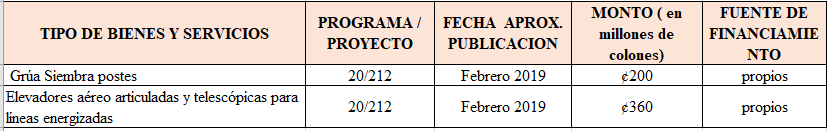 TIPO DE BIENES Y SERVICIOS
PROGRAMA /
PROYECTO
FECHA APROX.
PUBLICACION
MONTO ( en
millones de
colones)
FUENTE DE
FINANCIAMIE
NTO
Grúa Siembra postes
20/212
Febrero 2019
¢200
propios
Elevadores aéreo articuladas y telescópicas para
líneas energizadas
20/212
Febrero 2019
¢360
propios